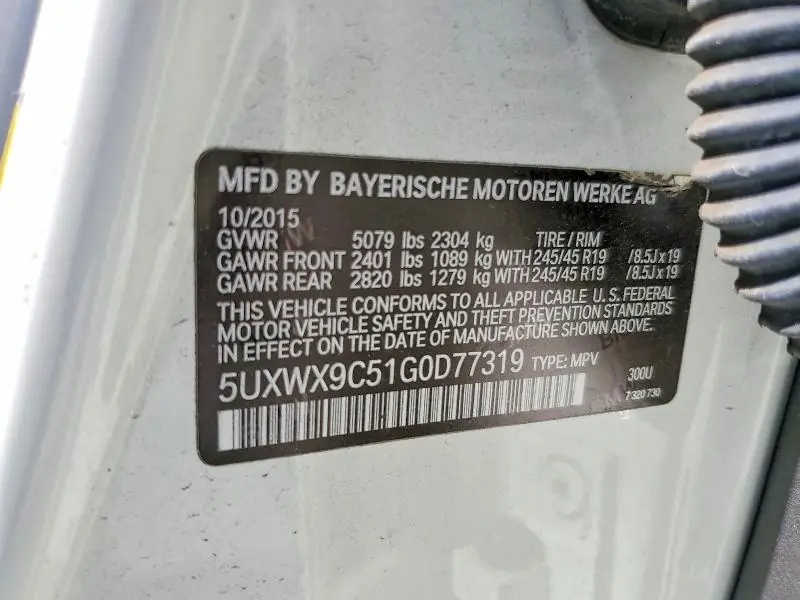 MFD BY BAYERISCHE MOTOREN WERKE AG
10/2015
GVWR 5079 lbs 2304 kg TIRE / RIM
GAWR FRONT 2401 lbs 1089 kg WITH 245/45 R19 /8.5J x 19
GAWR REAR 2820 lbs 1279 kg WITH 245/45 R19 /8.5J x 19
THIS VEHICLE CONFORMS TO ALL APPLICABLE U. S. FEDERAL
MOTOR VEHICLE SAFETY AND THEFT PREVENTION STANDARDS
IN EFFECT ON THE DATE OF MANUFACTURE SHOWN ABOVE.
5UXWX9C51G0D77319 TYPE: MPV 300U
7 320 730